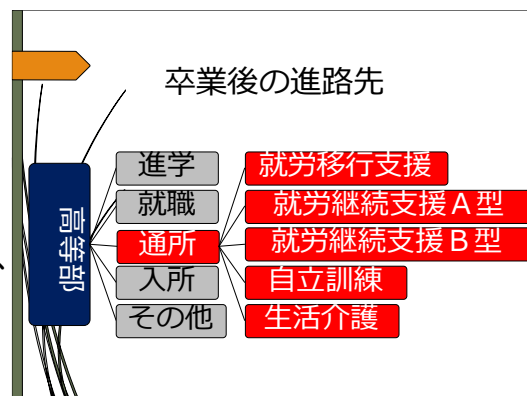 卒業後の進路先
高等部
進学
就職
通所
入所
その他
就労移行支援
就労継続支援A型
就労継続支援B型
自立訓練
生活介護